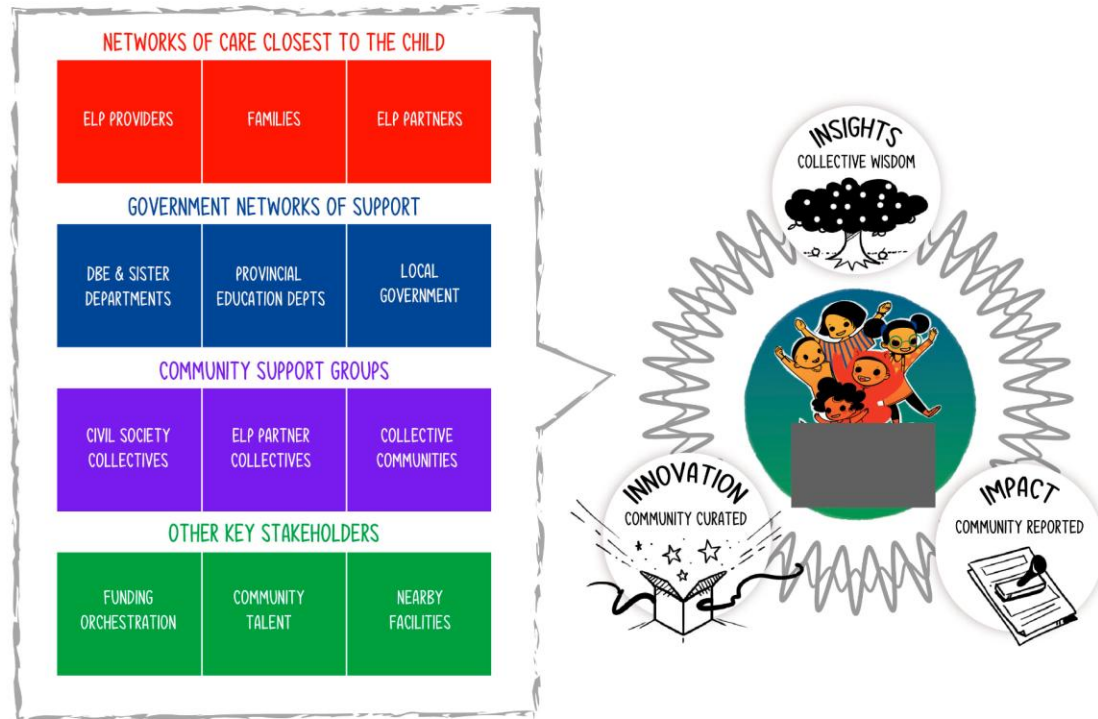 NETWORKS OF CARE CLOSEST TO THE CHILD
ELP PROVIDERS
FAMILIES
ELP PARTNERS
GOVERNMENT NETWORKS OF SUPPORT
DBE & SISTER
DEPARTMENTS
PROVINCIAL
EDUCATION DEPTS
LOCAL
GOVERNMENT
COMMUNITY SUPPORT GROUPS
CIVIL SOCIETY
COLLECTIVES
ELP PARTNER
COLLECTIVES
COLLECTIVE
COMMUNITIES
OTHER KEY STAKEHOLDERS
FUNDING
ORCHESTRATION
COMMUNITY
TALENT
NEARBY
FACILITIES
INSIGHTS
COLLECTIVE WISDOM
INNOVATION
COMMUNITY CURATED
IMPACT
COMMUNITY REPORTED